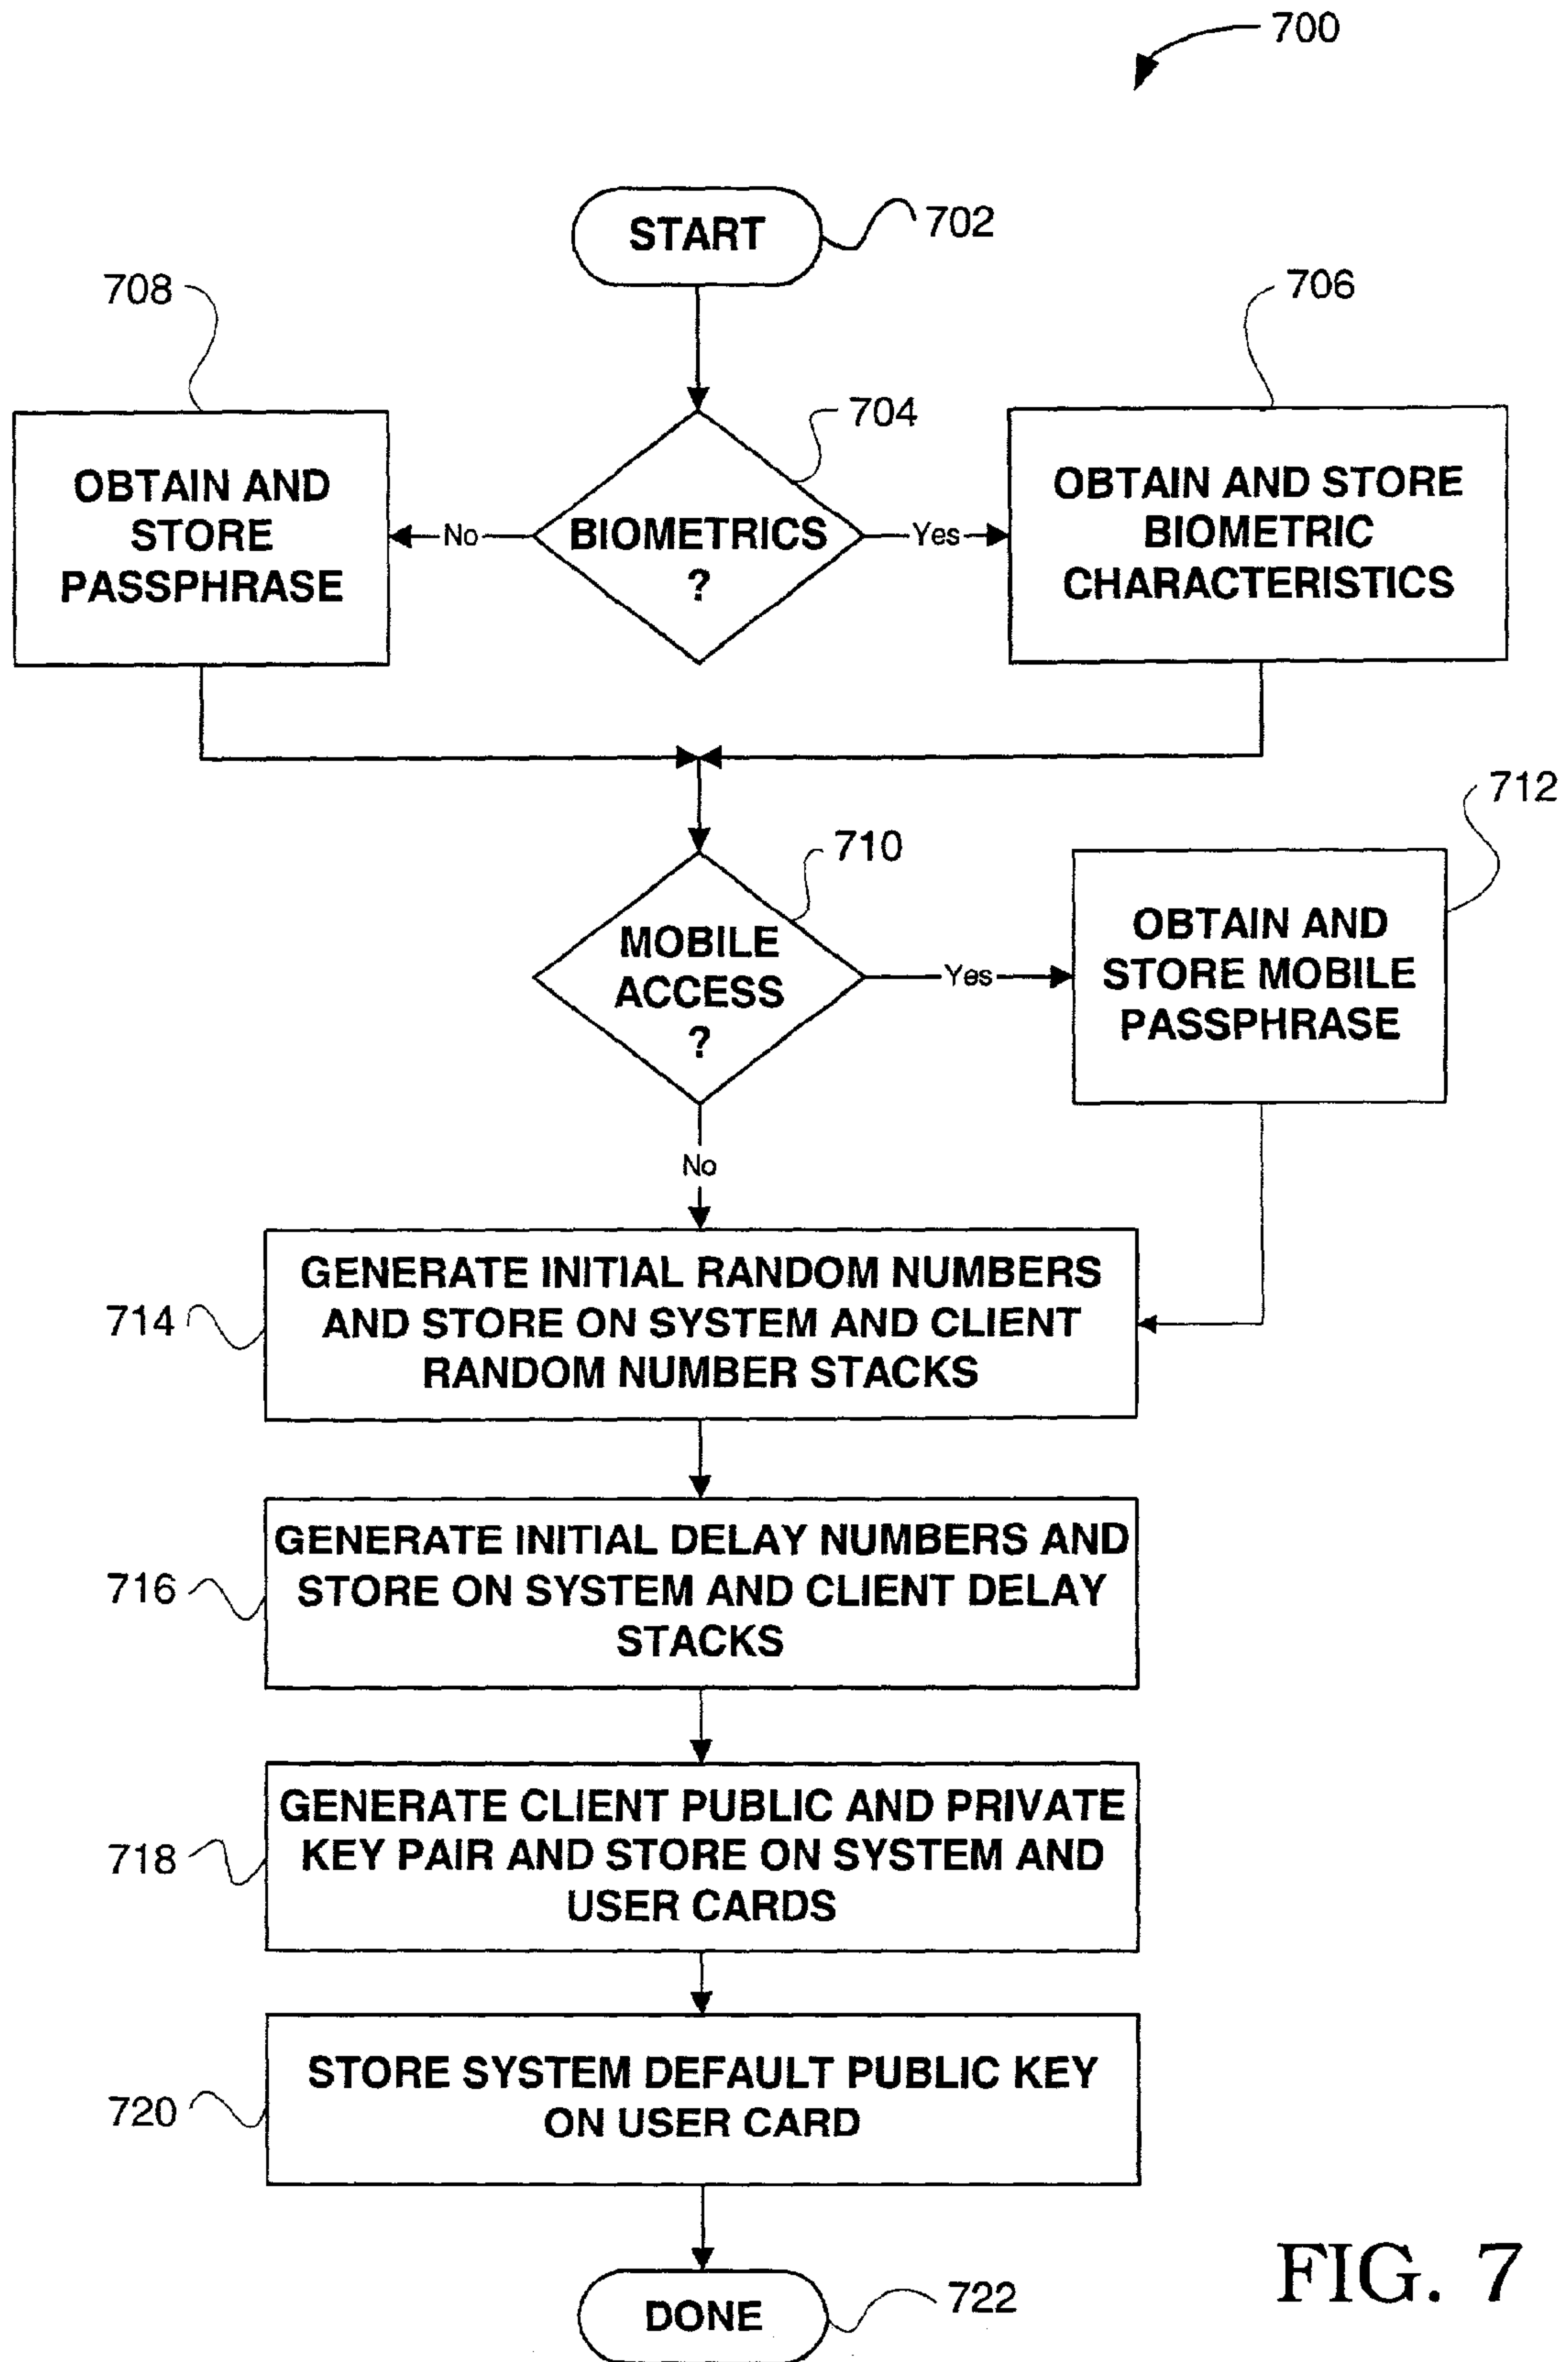 700
START
702
708
706
704
OBTAIN AND
STORE
PASSPHRASE
No
BIOMETRICS
?
Yes
OBTAIN AND STORE
BIOMETRIC
CHARACTERISTICS
712
710
MOBILE
ACCESS
?
Yes
OBTAIN AND
STORE MOBILE
PASSPHRASE
No
714
GENERATE INITIAL RANDOM NUMBERS
AND STORE ON SYSTEM AND CLIENT
RANDOM NUMBER STACKS
716
GENERATE INITIAL DELAY NUMBERS AND
STORE ON SYSTEM AND CLIENT DELAY
STACKS
718
GENERATE CLIENT PUBLIC AND PRIVATE
KEY PAIR AND STORE ON SYSTEM AND
USER CARDS
720
STORE SYSTEM DEFAULT PUBLIC KEY
ON USER CARD
DONE
722
FIG. 7